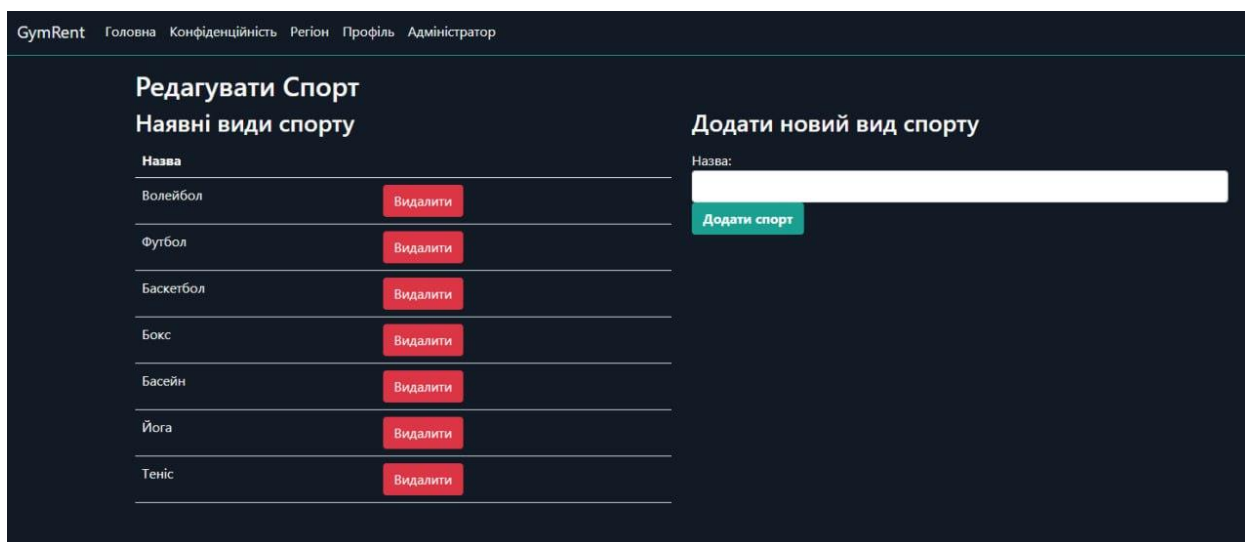 GymRent Головна Конфіденційність Регіон Профіль Адміністратор
Редагувати Спорт
Наявні види спорту
Назва
Волейбол Видалити
Футбол Видалити
Баскетбол Видалити
Бокс Видалити
Басейн Видалити
Йога Видалити
Теніс Видалити
Додати новий вид спорту
Назва:
Додати спорт